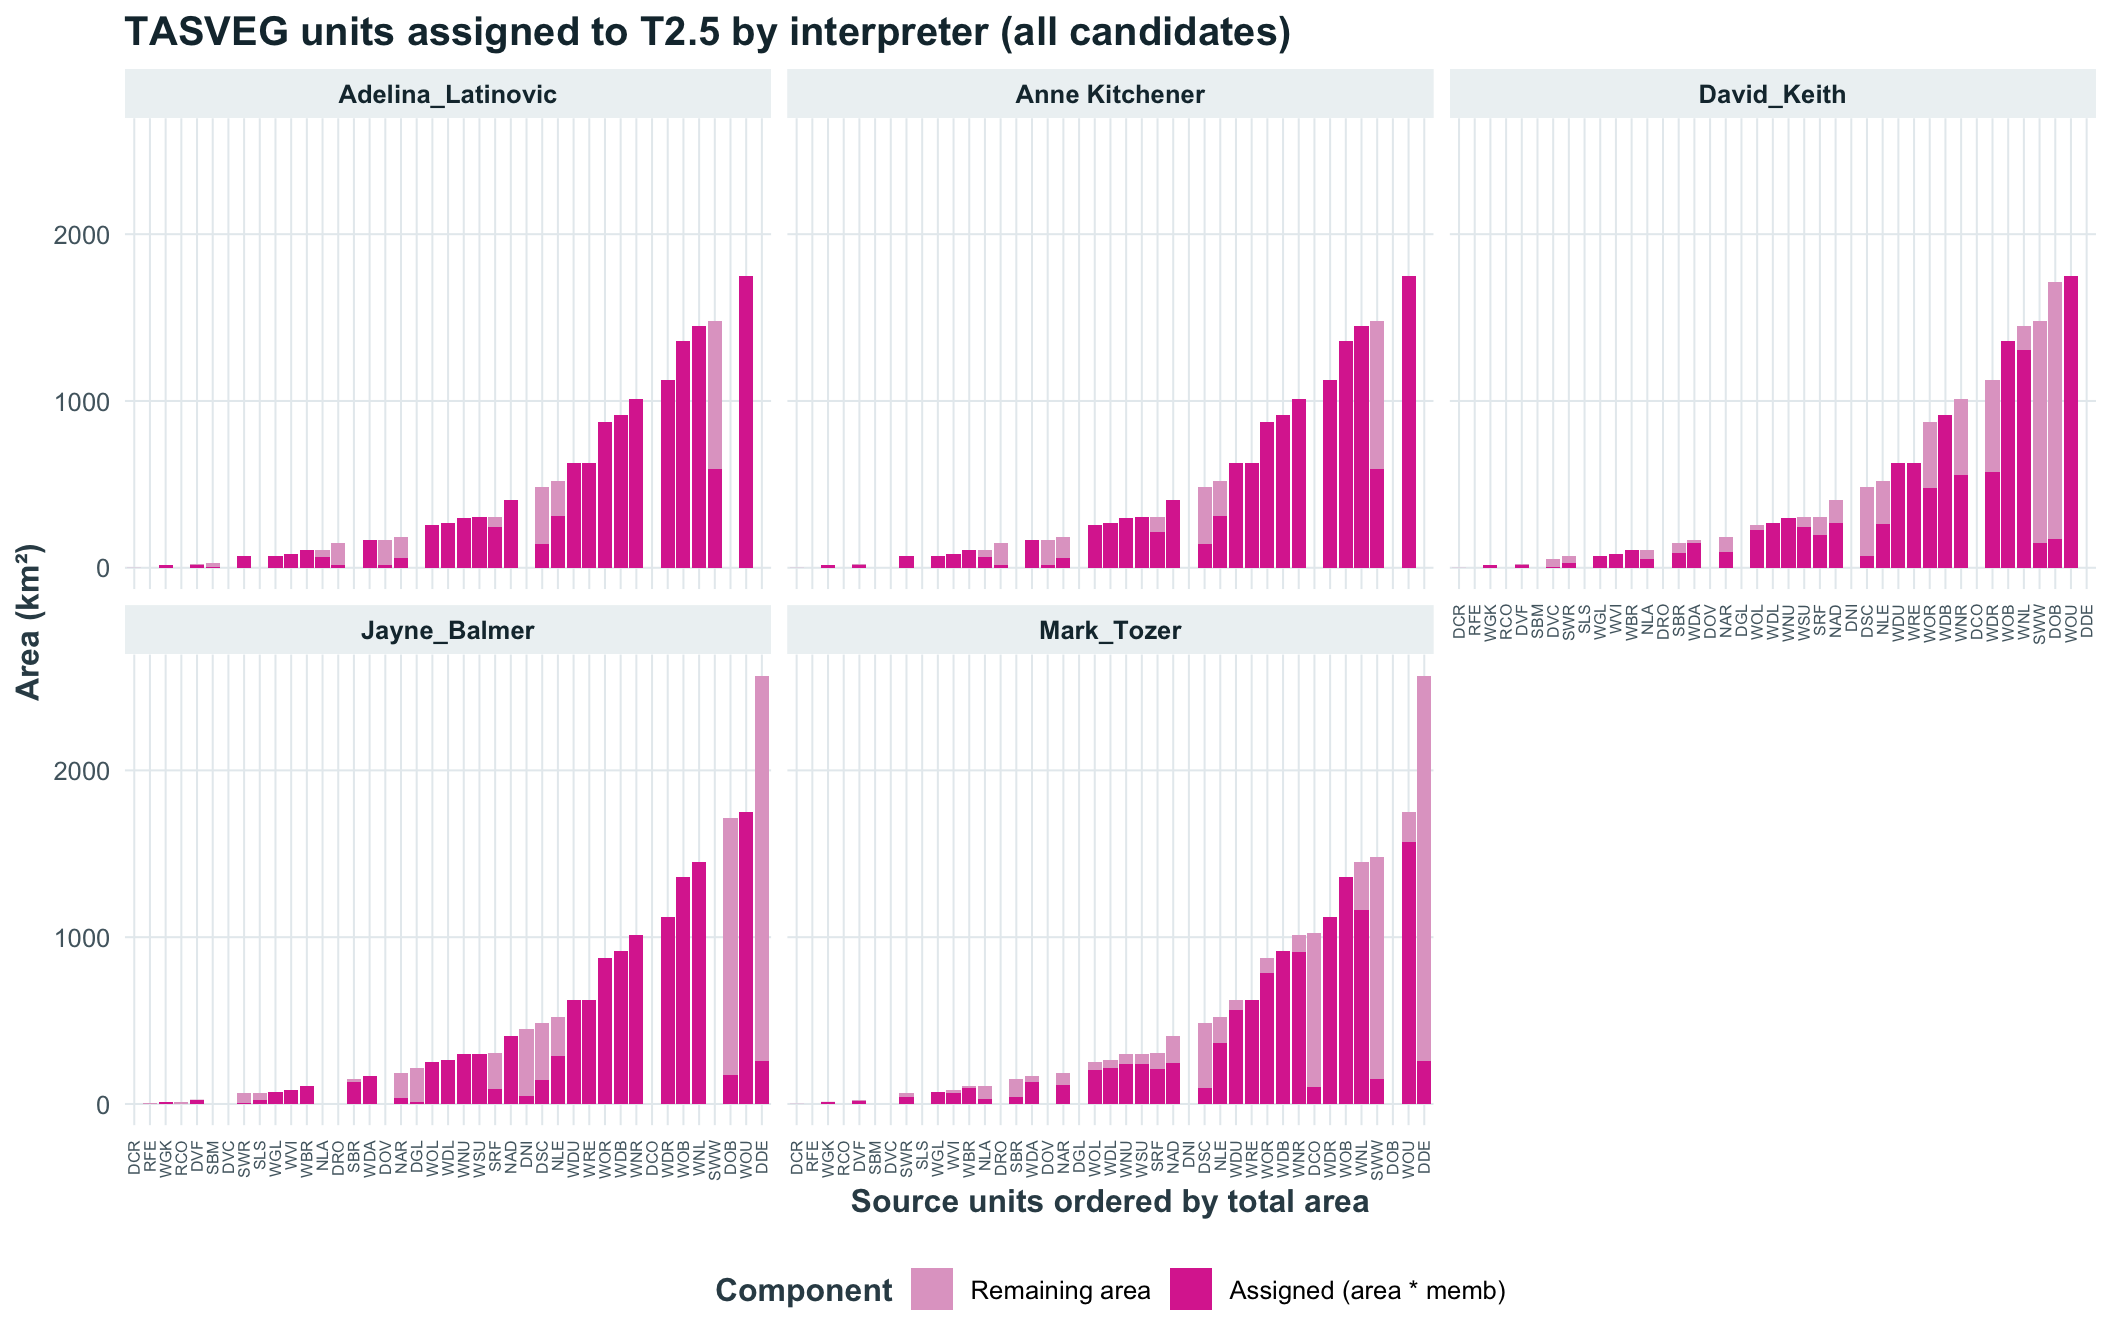 TASVEG units assigned to T2.5 by interpreter (all candidates)
Adelina_Latinovic
Anne Kitchener
David_Keith
2000
1000
0
DCR RFE WGK RCO DVF SBM DVC SWR SLS WGL WVI WBR NLA DRO SBR WDA DOV NAR DGL WOL WDL WNU WSU SRF NAD DNI DSC NLE WDU WRE WOR WDB WNR DCO WDR WOB WNL SWW DOB WOU DDE
Area (km²)
Jayne_Balmer
Mark_Tozer
2000
1000
0
DCR RFE WGK RCO DVF SBM DVC SWR SLS WGL WVI WBR NLA DRO SBR WDA DOV NAR DGL WOL WDL WNU WSU SRF NAD DNI DSC NLE WDU WRE WOR WDB WNR DCO WDR WOB WNL SWW DOB WOU DDE
DCR RFE WGK RCO DVF SBM DVC SWR SLS WGL WVI WBR NLA DRO SBR WDA DOV NAR DGL WOL WDL WNU WSU SRF NAD DNI DSC NLE WDU WRE WOR WDB WNR DCO WDR WOB WNL SWW DOB WOU DDE
Source units ordered by total area
Component
Remaining area
Assigned (area * memb)